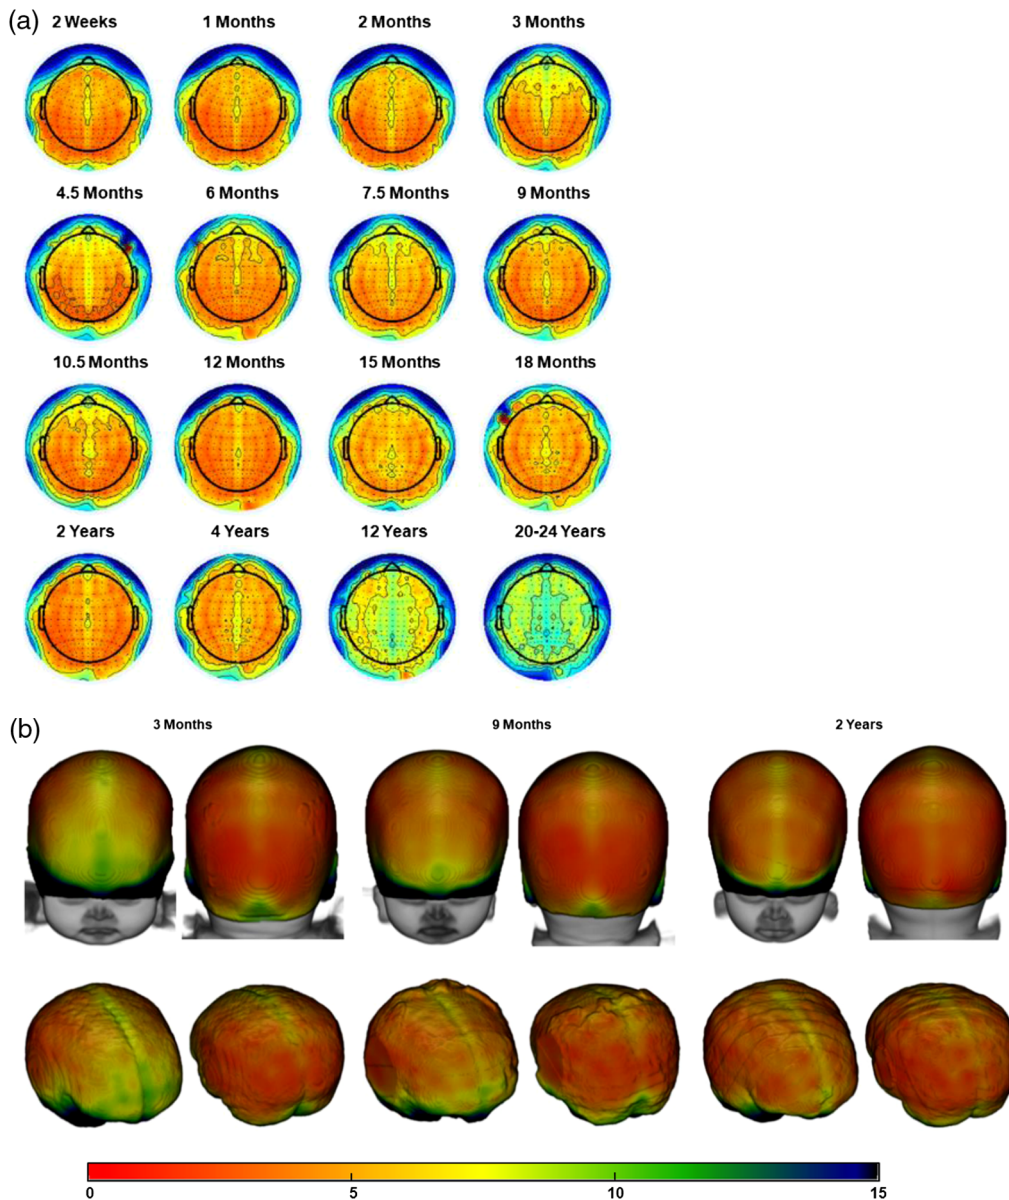 (a)
2 Weeks 1 Months 2 Months 3 Months
4.5 Months 6 Months 7.5 Months 9 Months
10.5 Months 12 Months 15 Months 18 Months
2 Years 4 Years 12 Years 20-24 Years
(b)
3 Months 9 Months 2 Years
0 5 10 15